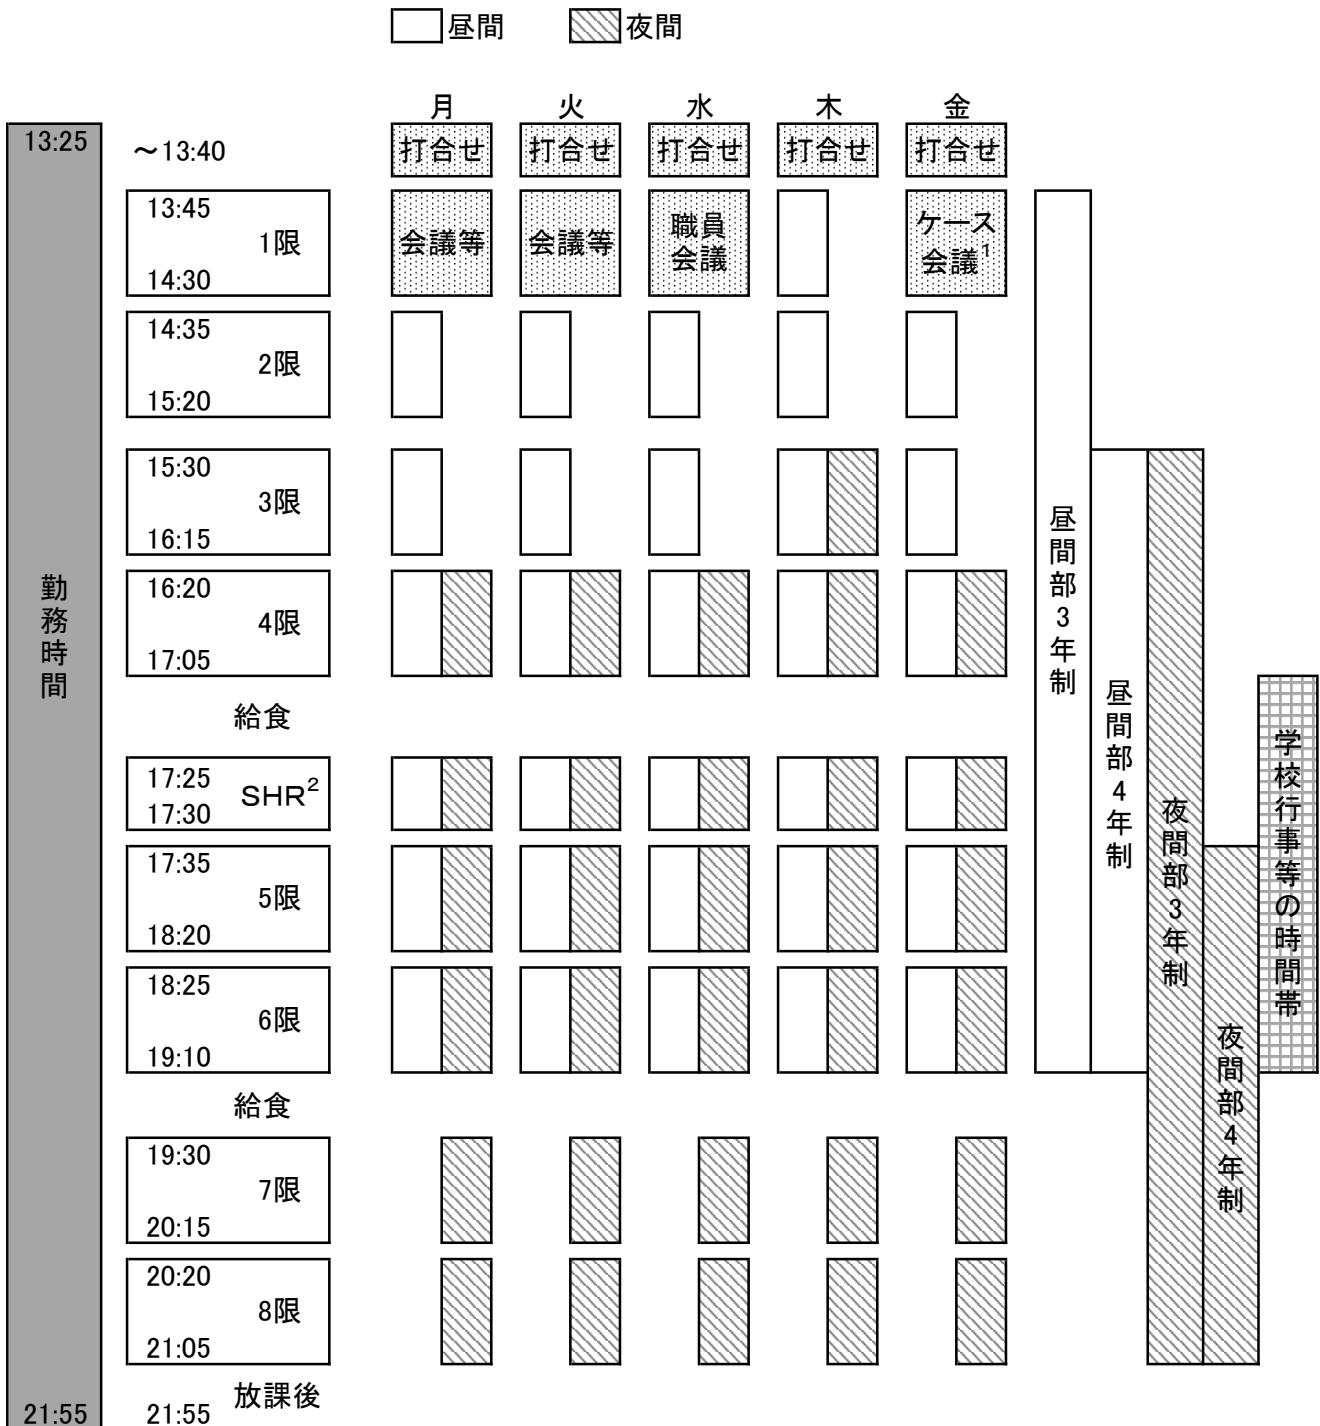 昼間 夜間
月 火 水 木 金
13:25 ～13:40 打合せ 打合せ 打合せ 打合せ 打合せ
13:45
1限
14:30
会議等 会議等 職員会議 ケース会議1
14:35
2限
15:20
15:30
3限
16:15
16:20
4限
17:05
給食
17:25
SHR2
17:30
17:35
5限
18:20
18:25
6限
19:10
給食
19:30
7限
20:15
20:20
8限
21:05
放課後
21:55 21:55
勤務時間
昼間部3年制
昼間部4年制
夜間部3年制
夜間部4年制
学校行事等の時間帯